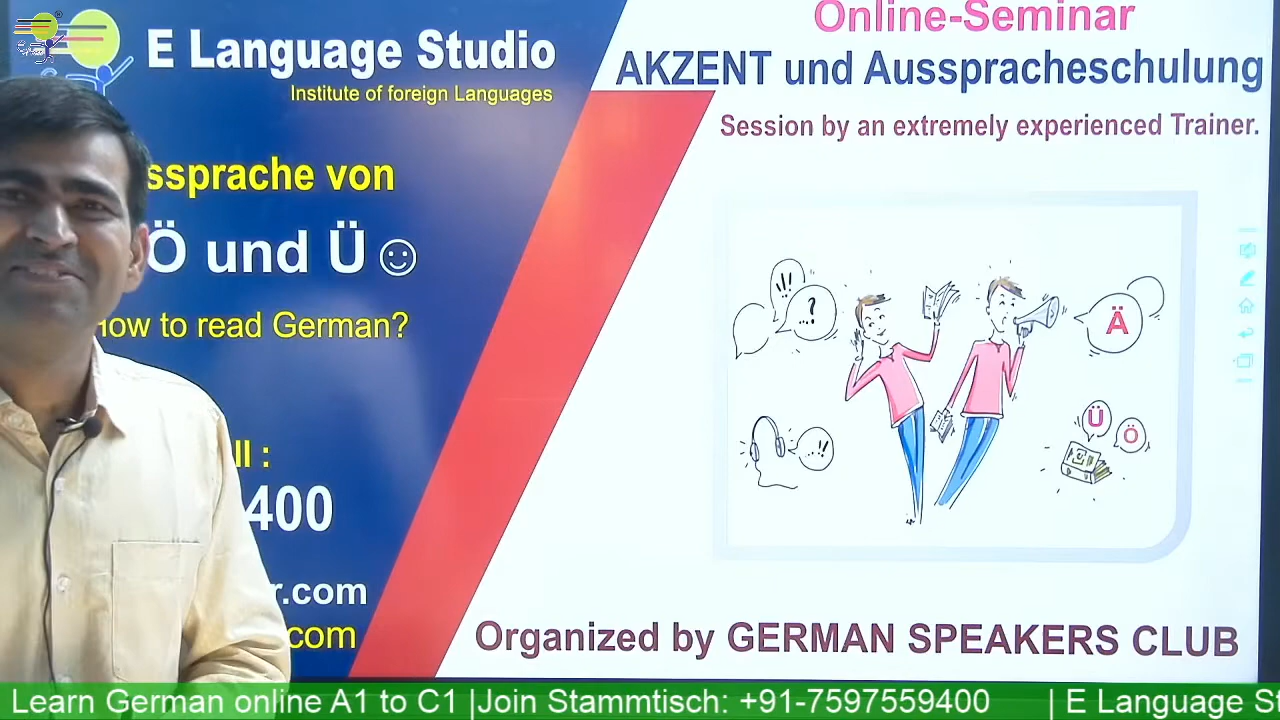 E Language Studio
Institute of foreign Languages
ssprache von
Ö und Ü☺
How to read German?
ll :
400
r.com
com
Online-Seminar
AKZENT und Ausspracheschulung
Session by an extremely experienced Trainer.
!!
?
Ä
..!!
Ü
Ö
Organized by GERMAN SPEAKERS CLUB
Learn German online A1 to C1 |Join Stammtisch: +91-7597559400 | E Language St